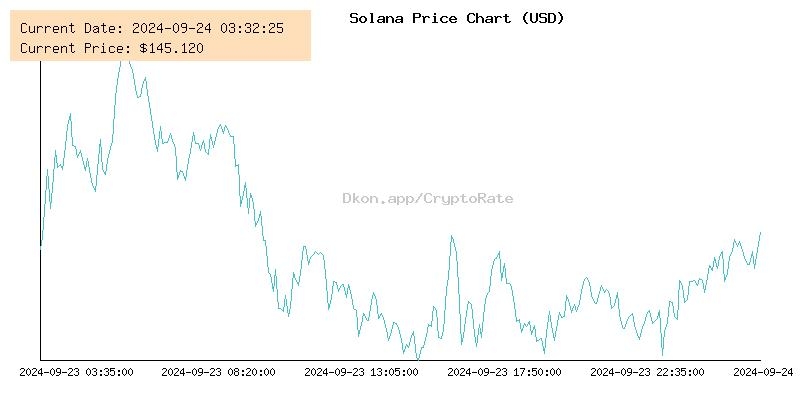 Solana Price Chart (USD)
Current Date: 2024-09-24 03:32:25
Current Price: $145.120
Dkon.app/CryptoRate
2024-09-23 03:35:00 2024-09-23 08:20:00 2024-09-23 13:05:00 2024-09-23 17:50:00 2024-09-23 22:35:00 2024-09-24